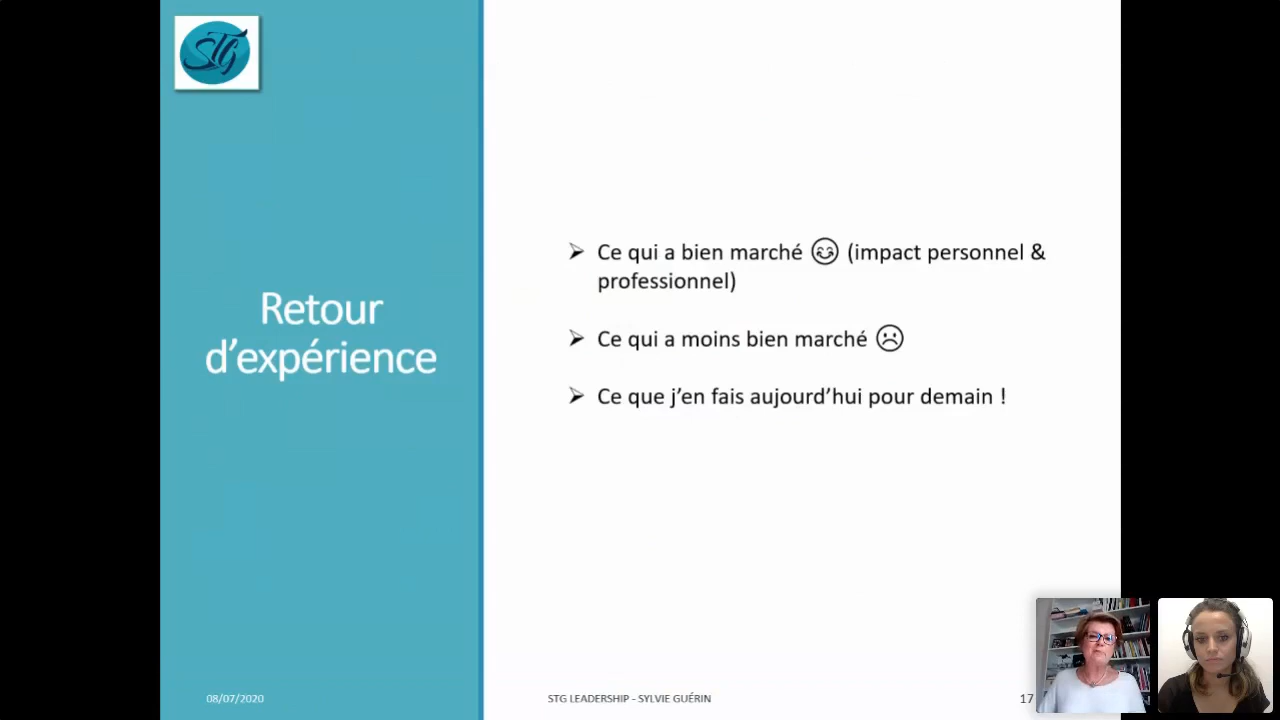 STG
Retour
d'expérience
➢ Ce qui a bien marché 😊 (impact personnel &
professionnel)
➢ Ce qui a moins bien marché ☹
➢ Ce que j'en fais aujourd'hui pour demain !
08/07/2020
STG LEADERSHIP - SYLVIE GUÉRIN
17